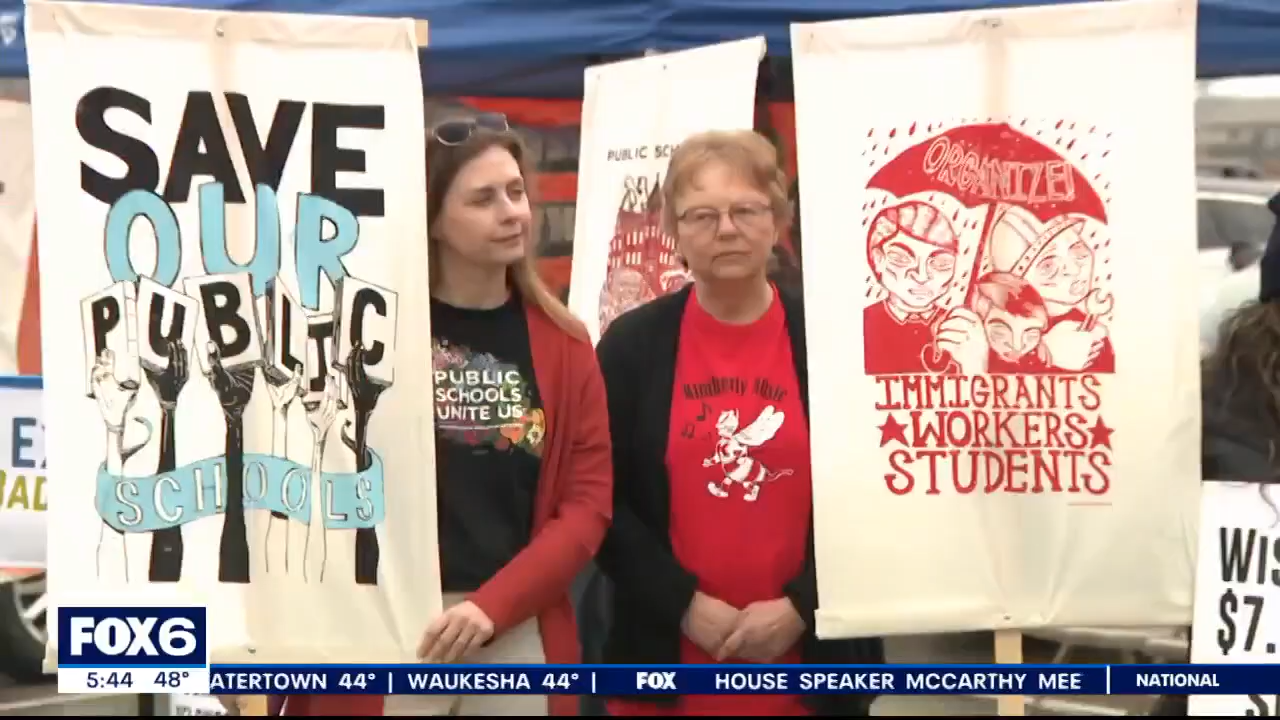 SAVE
OUR
PUBLIC
SCHOOLS
PUBLIC
SCHOOLS
UNITE US
PUBLIC
ORGANIZE!
IMMIGRANTS
★WORKERS★
STUDENTS
WIS
$7.
FOX6
5:44 48°
ATERTOWN 44° | WAUKESHA 44° | FOX HOUSE SPEAKER MCCARTHY MEE | NATIONAL